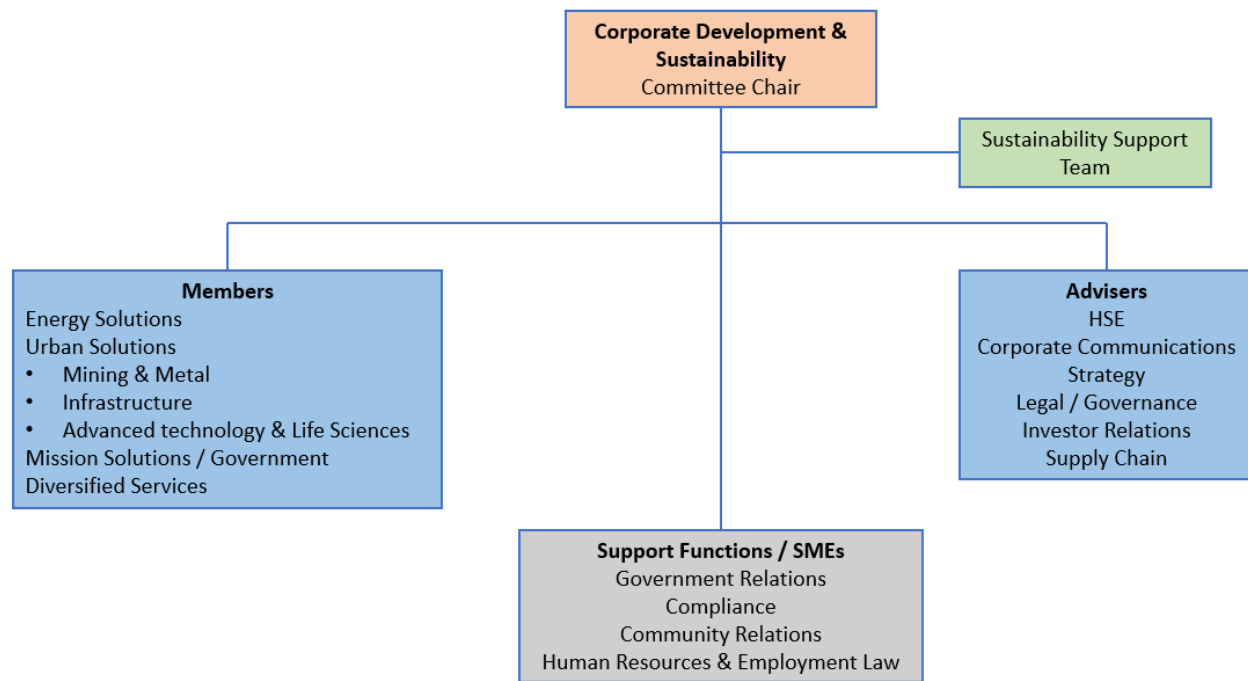 Corporate Development &
Sustainability
Committee Chair
Sustainability Support
Team
Members
Energy Solutions
Urban Solutions
• Mining & Metal
• Infrastructure
• Advanced technology & Life Sciences
Mission Solutions / Government
Diversified Services
Advisers
HSE
Corporate Communications
Strategy
Legal / Governance
Investor Relations
Supply Chain
Support Functions / SMEs
Government Relations
Compliance
Community Relations
Human Resources & Employment Law